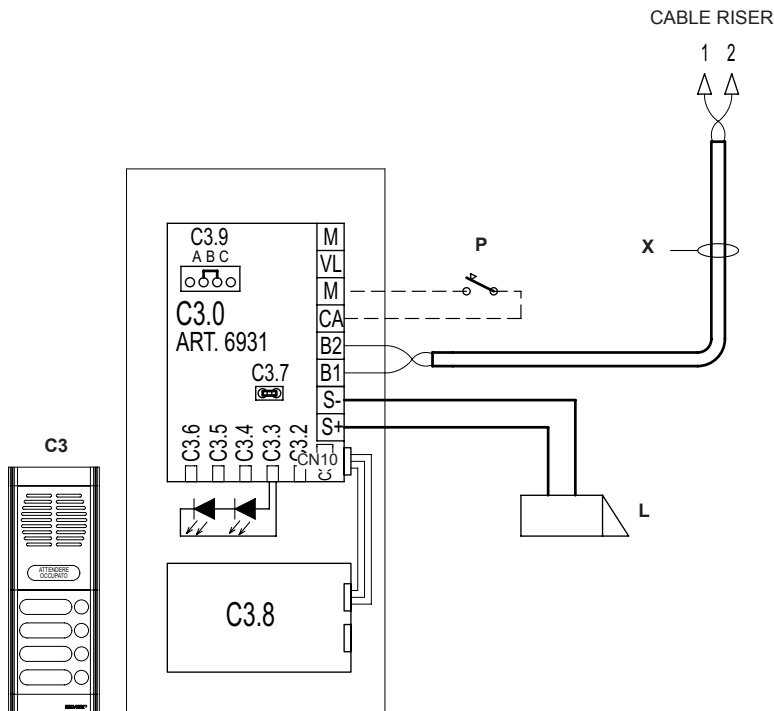 CABLE RISER
1 2
C3.9
A B C
C3.0
ART. 6931
C3.7
C3.6
C3.5
C3.4
C3.3
C3.2
CN10
M
VL
M
CA
B2
B1
S-
S+
P
X
L
C3
ATTENDERE
OCCUPATO
C3.8